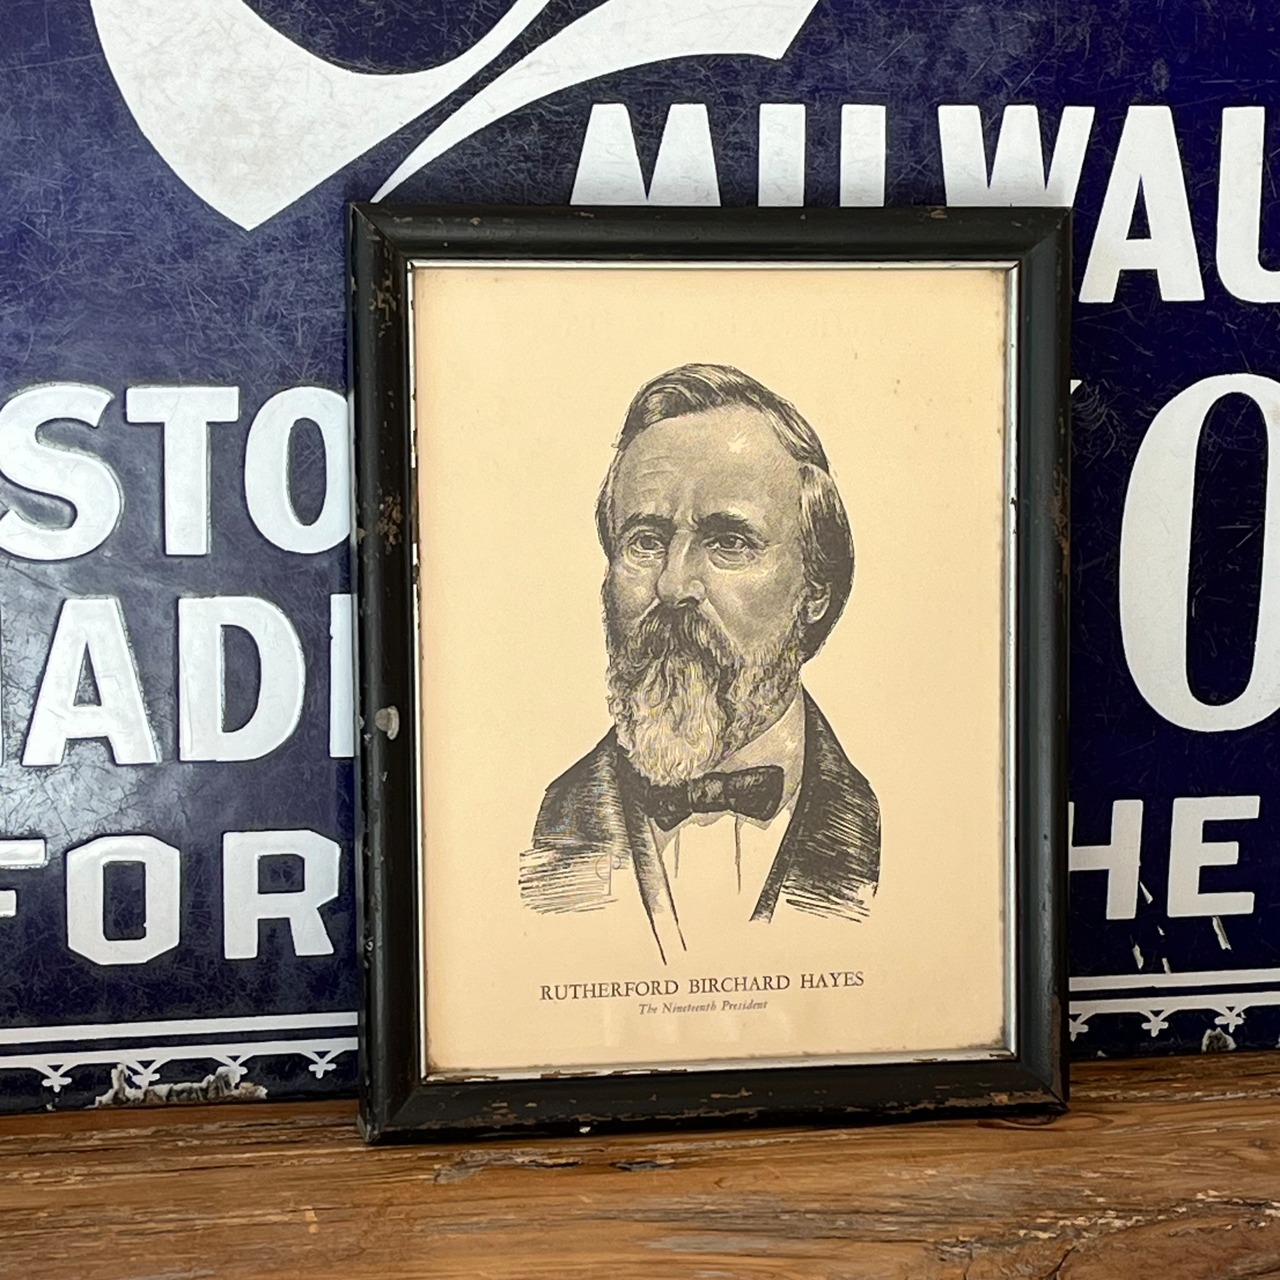 MILWAU
STO
ADI
FOR
O
HE
RUTHERFORD BIRCHARD HAYES
The Nineteenth President